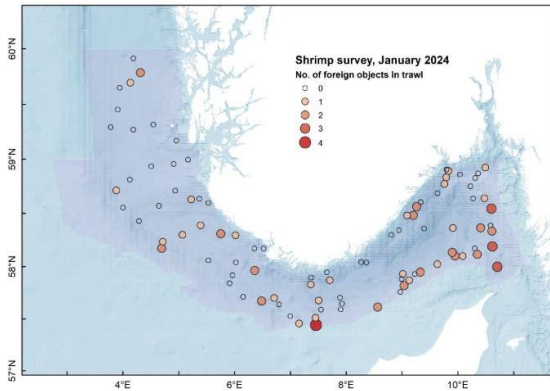 60°N
59°N
58°N
57°N
Shrimp survey, January 2024
No. of foreign objects in trawl
0
1
2
3
4
4°E
6°E
8°E
10°E